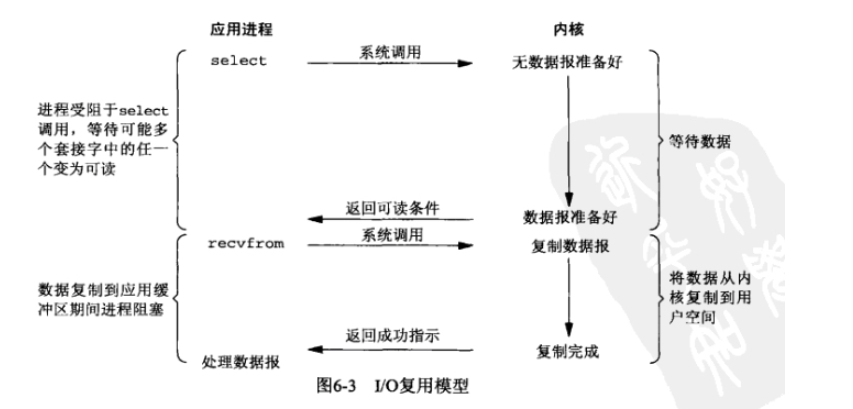 应用进程
内核
select
系统调用
无数据报准备好
进程受阻于select
调用，等待可能多
个套接字中的任一
个变为可读
等待数据
返回可读条件
数据报准备好
recvfrom
系统调用
复制数据报
数据复制到应用缓
冲区期间进程阻塞
将数据从内
核复制到用
户空间
返回成功指示
处理数据报
复制完成
图6-3 I/O复用模型